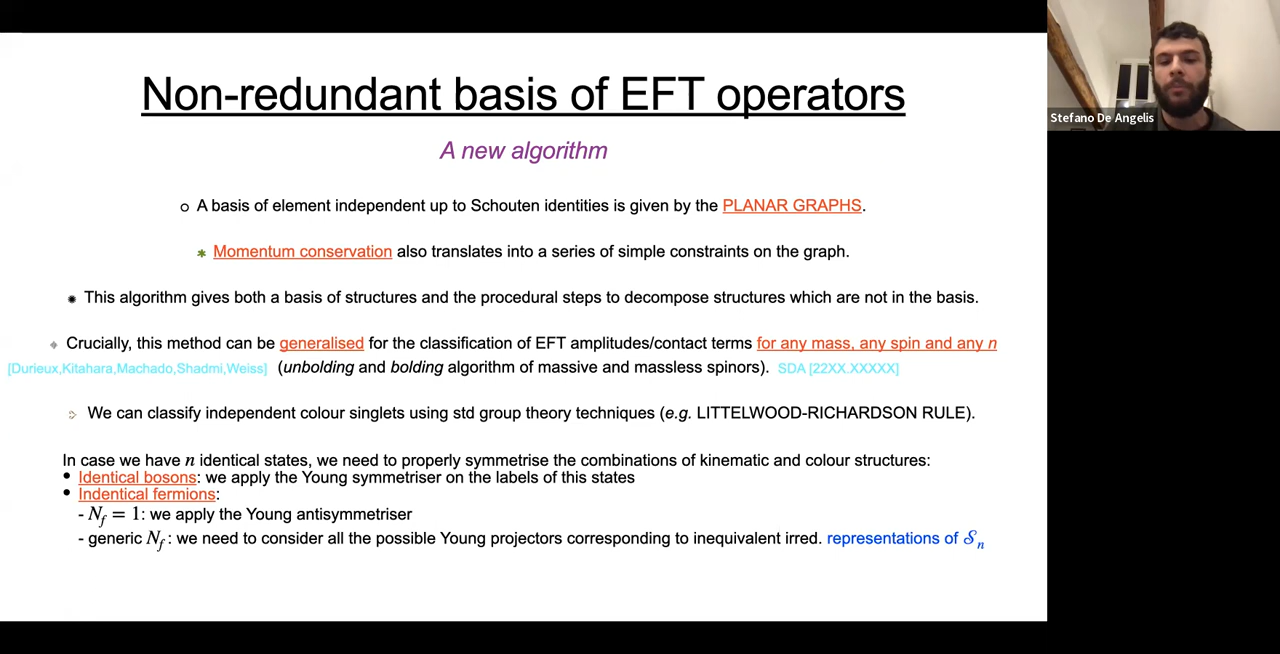 Non-redundant basis of EFT operators
A new algorithm
Stefano De Angelis
A basis of element independent up to Schouten identities is given by the PLANAR GRAPHS.
Momentum conservation also translates into a series of simple constraints on the graph.
This algorithm gives both a basis of structures and the procedural steps to decompose structures which are not in the basis.
Crucially, this method can be generalised for the classification of EFT amplitudes/contact terms for any mass, any spin and any n
[Durieux,Kitahara,Machado,Shadmi,Weiss] (unbolding and bolding algorithm of massive and massless spinors). SDA [22XX.XXXXX]
We can classify independent colour singlets using std group theory techniques (e.g. LITTELWOOD-RICHARDSON RULE).
In case we have n identical states, we need to properly symmetrise the combinations of kinematic and colour structures:
• Identical bosons: we apply the Young symmetriser on the labels of this states
• Indentical fermions:
- N_f = 1: we apply the Young antisymmetriser
- generic N_f: we need to consider all the possible Young projectors corresponding to inequivalent irred. representations of 𝒮_n